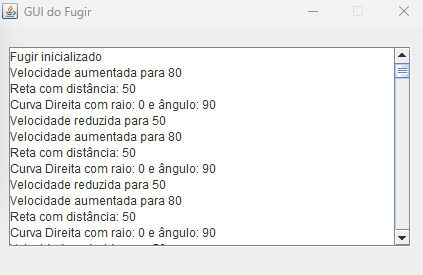 GUI do Fugir
Fugir inicializado
Velocidade aumentada para 80
Reta com distância: 50
Curva Direita com raio: 0 e ângulo: 90
Velocidade reduzida para 50
Velocidade aumentada para 80
Reta com distância: 50
Curva Direita com raio: 0 e ângulo: 90
Velocidade reduzida para 50
Velocidade aumentada para 80
Reta com distância: 50
Curva Direita com raio: 0 e ângulo: 90